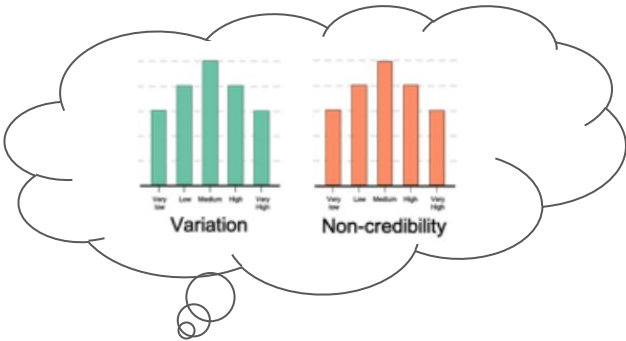 Very Low Medium High Very
low High
Variation
Very Low Medium High Very
low High
Non-credibility